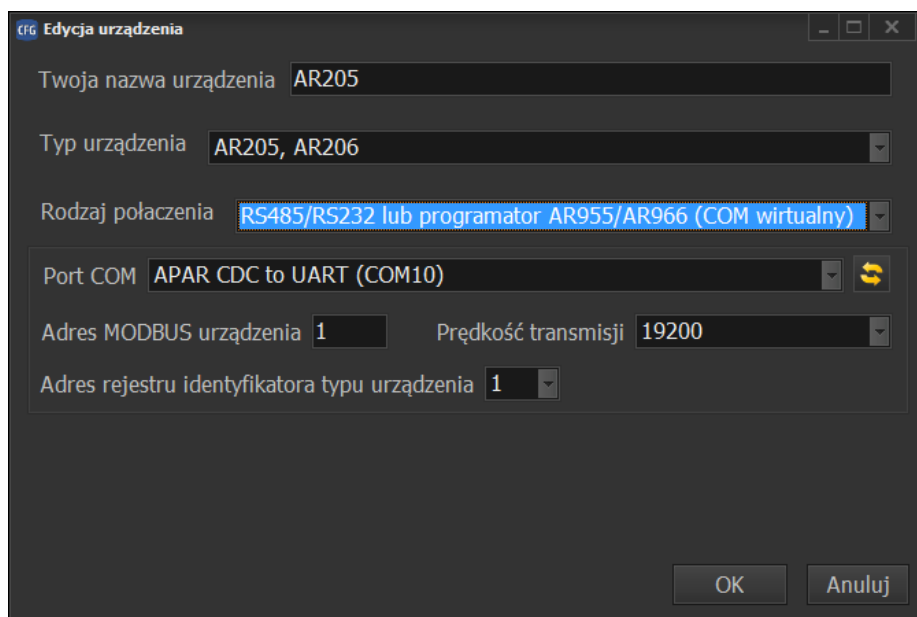 CFG Edycja urządzenia
Twoja nazwa urządzenia AR205
Typ urządzenia AR205, AR206
Rodzaj połaczenia RS485/RS232 lub programator AR955/AR966 (COM wirtualny)
Port COM APAR CDC to UART (COM10)
Adres MODBUS urządzenia 1 Prędkość transmisji 19200
Adres rejestru identyfikatora typu urządzenia 1
OK Anuluj